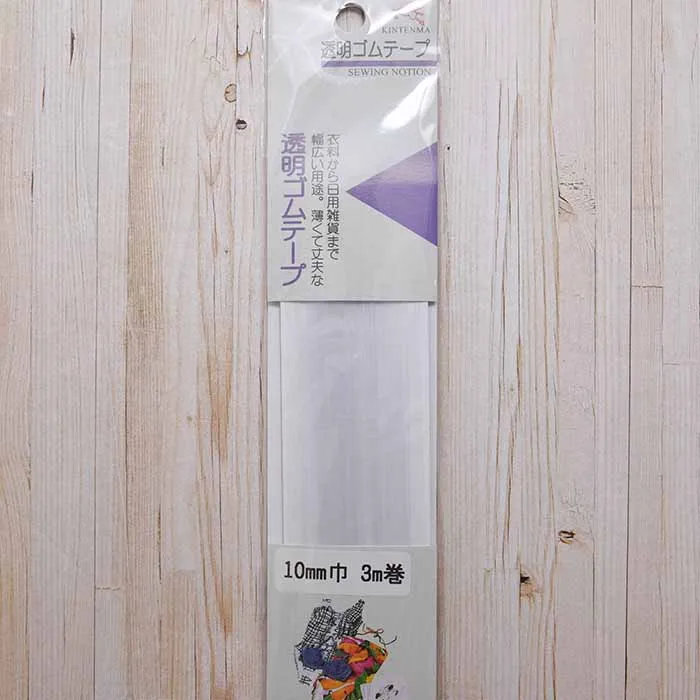 KINTENMA
透明ゴムテープ
SEWING NOTION
衣料から日用雑貨まで
幅広い用途。薄くて丈夫な
透明ゴムテープ
10mm巾 3m巻